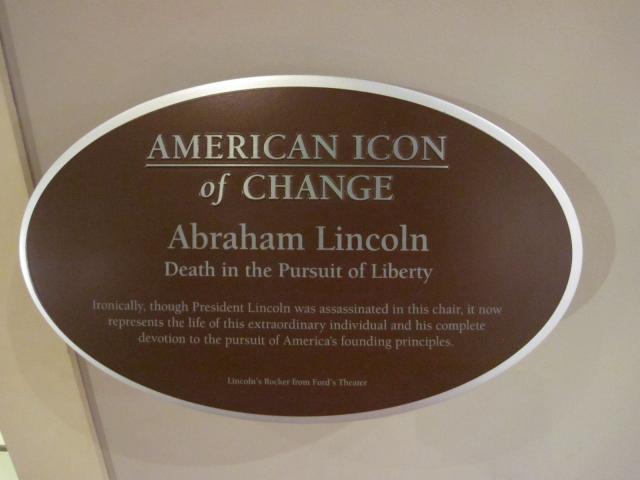 AMERICAN ICON
of CHANGE
Abraham Lincoln
Death in the Pursuit of Liberty
Ironically, though President Lincoln was assassinated in this chair, it now
represents the life of this extraordinary individual and his complete
devotion to the pursuit of America's founding principles.
Lincoln's Rocker from Ford's Theater